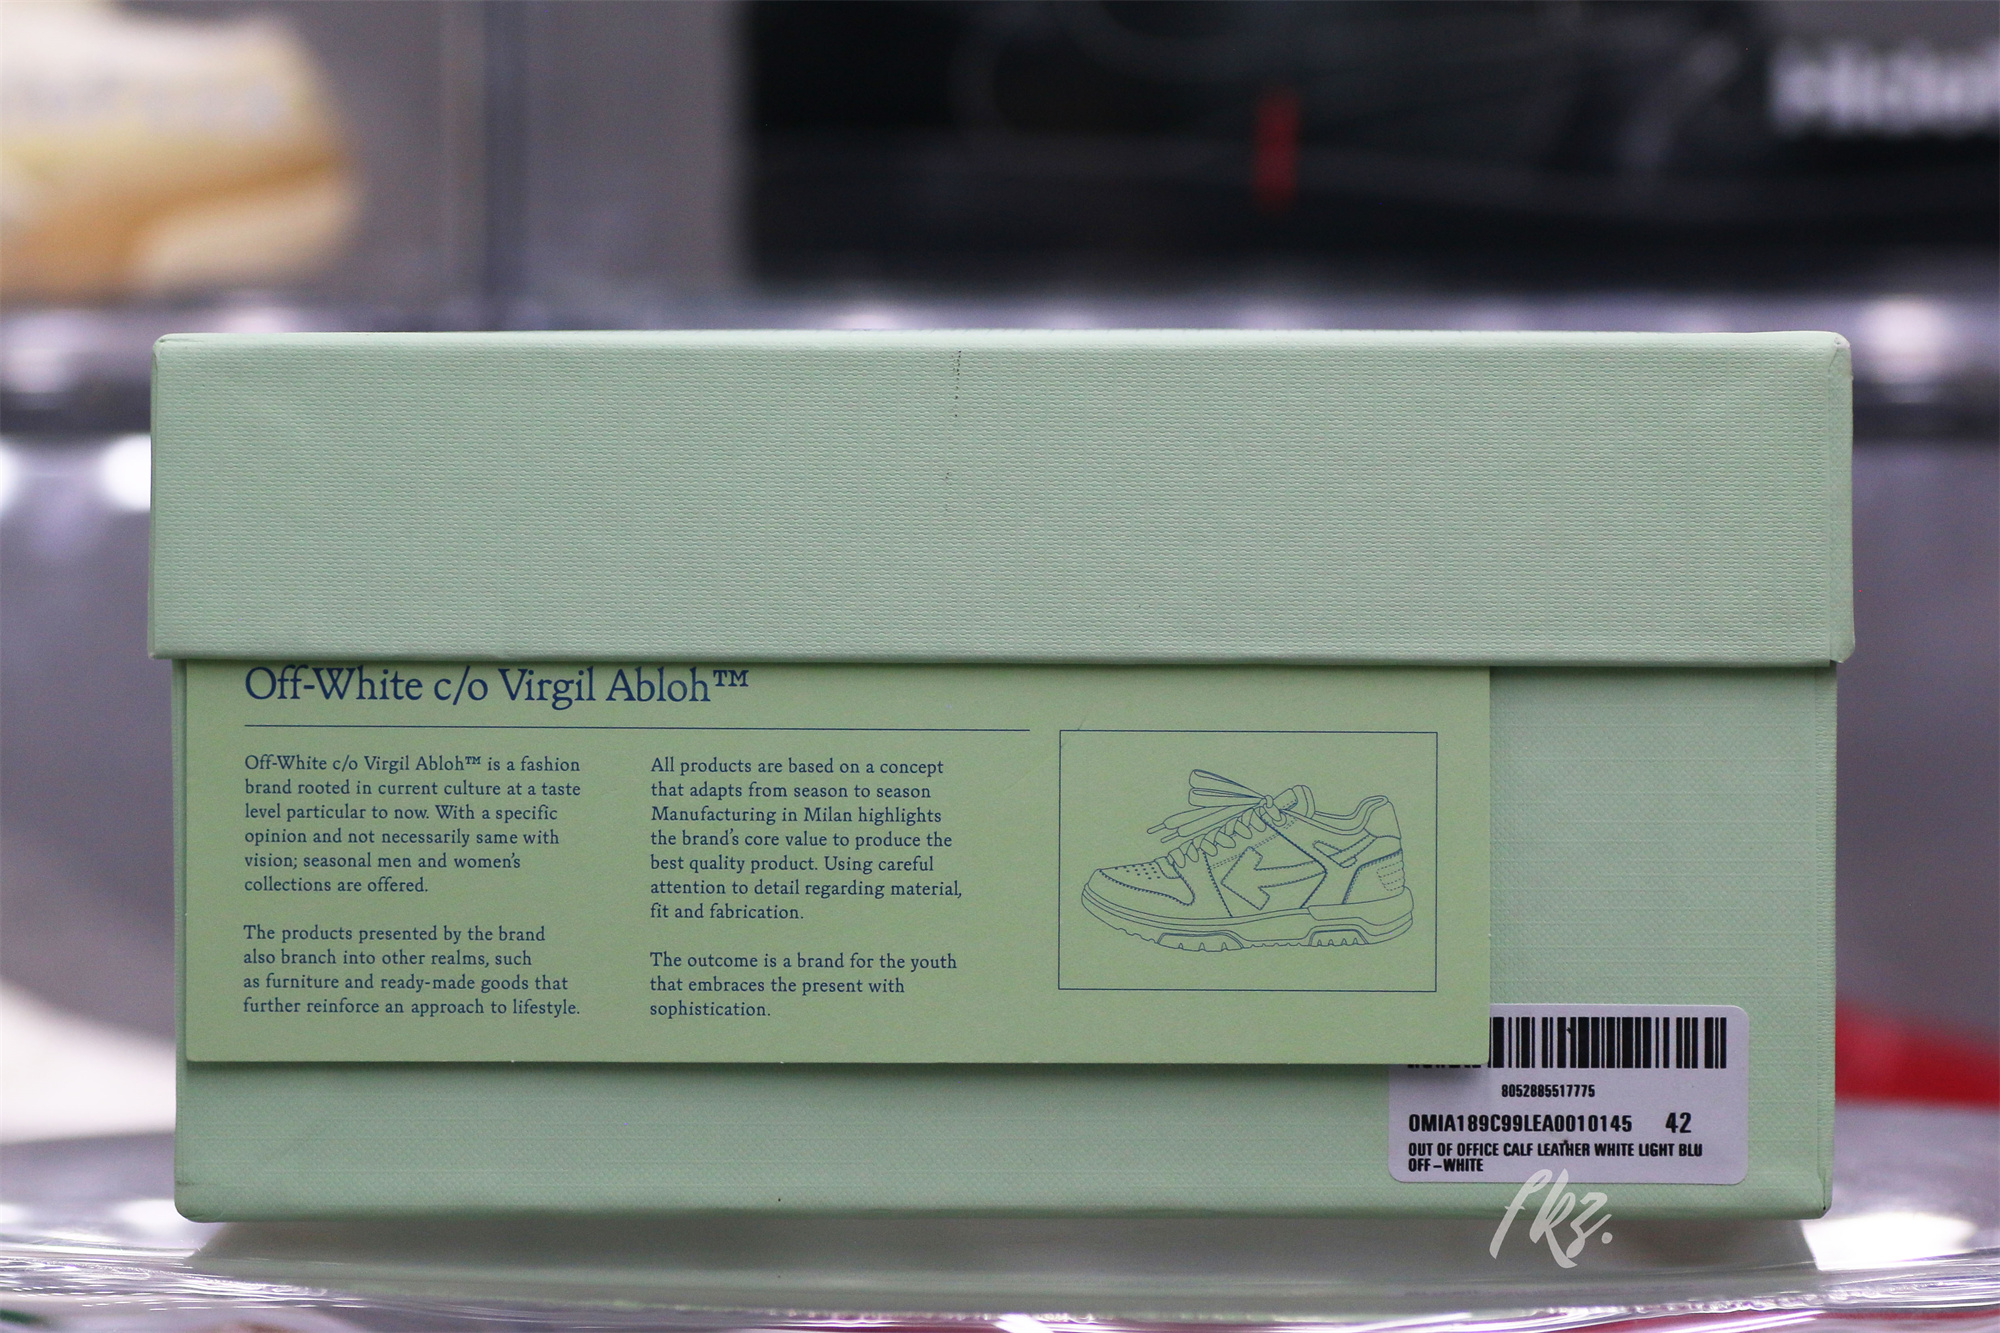 Off-White c/o Virgil Abloh™
Off-White c/o Virgil Abloh™ is a fashion
brand rooted in current culture at a taste
level particular to now. With a specific
opinion and not necessarily same with
vision; seasonal men and women's
collections are offered.
The products presented by the brand
also branch into other realms, such
as furniture and ready-made goods that
further reinforce an approach to lifestyle.
All products are based on a concept
that adapts from season to season
Manufacturing in Milan highlights
the brand's core value to produce the
best quality product. Using careful
attention to detail regarding material,
fit and fabrication.
The outcome is a brand for the youth
that embraces the present with
sophistication.
8052885517775
OMIA189C99LEA0010145 42
OUT OF OFFICE CALF LEATHER WHITE LIGHT BLU
OFF-WHITE
fkz.